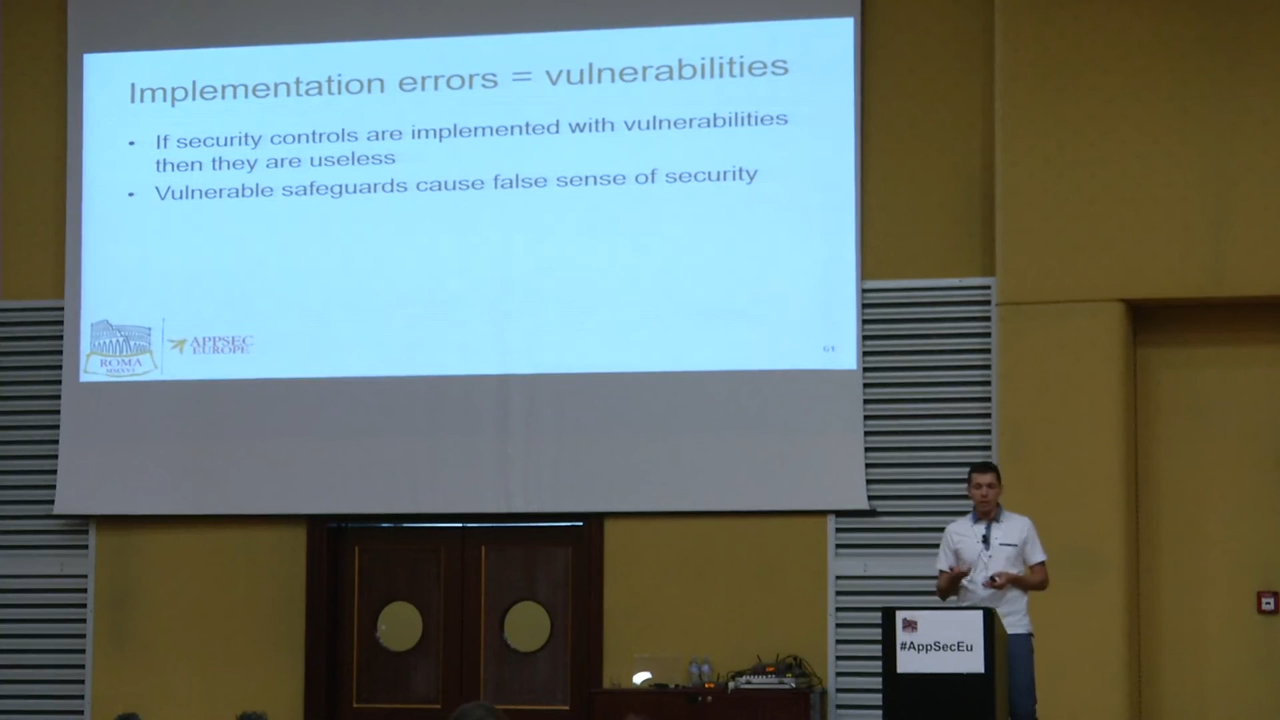 Implementation errors = vulnerabilities
• If security controls are implemented with vulnerabilities
then they are useless
• Vulnerable safeguards cause false sense of security
ROMA
MMXVI
APPSEC
EUROPE
61
#AppSecEu